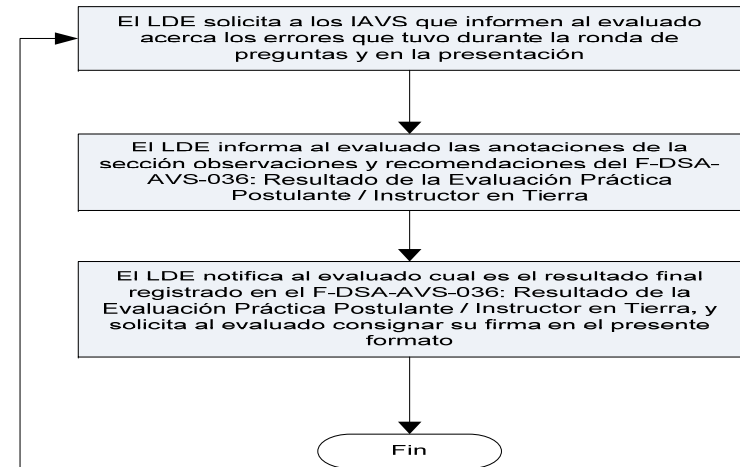 El LDE solicita a los IAVS que informen al evaluado
acerca los errores que tuvo durante la ronda de
preguntas y en la presentación
El LDE informa al evaluado las anotaciones de la
sección observaciones y recomendaciones del F-DSA-
AVS-036: Resultado de la Evaluación Práctica
Postulante / Instructor en Tierra
El LDE notifica al evaluado cual es el resultado final
registrado en el F-DSA-AVS-036: Resultado de la
Evaluación Práctica Postulante / Instructor en Tierra, y
solicita al evaluado consignar su firma en el presente
formato
Fin